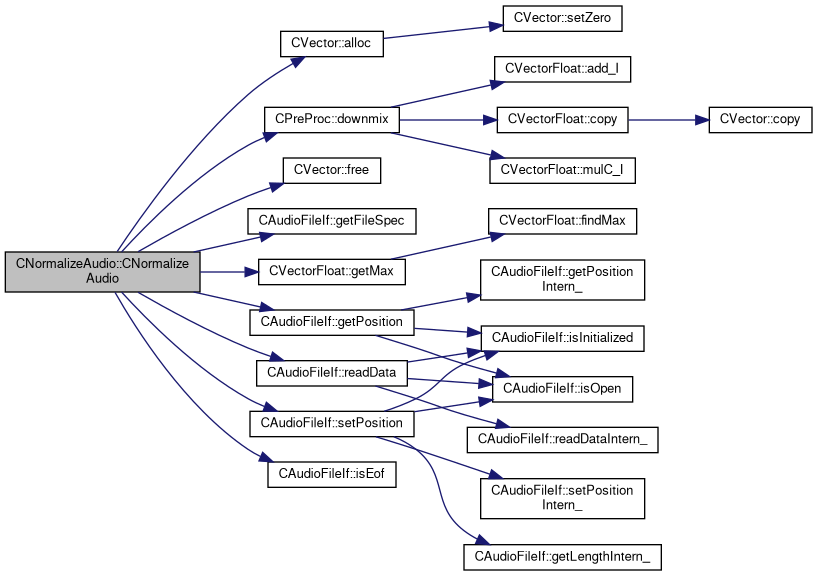 CNormalizeAudio::CNormalize
Audio
CVector::alloc
CPreProc::downmix
CVector::free
CAudioFileIf::getFileSpec
CVectorFloat::getMax
CAudioFileIf::getPosition
CAudioFileIf::readData
CAudioFileIf::setPosition
CAudioFileIf::isEof
CVector::setZero
CVectorFloat::add_I
CVectorFloat::copy
CVectorFloat::mulC_I
CVectorFloat::findMax
CAudioFileIf::getPosition
Intern_
CAudioFileIf::isInitialized
CAudioFileIf::isOpen
CAudioFileIf::readDataIntern_
CAudioFileIf::setPosition
Intern_
CAudioFileIf::getLengthIntern_
CVector::copy